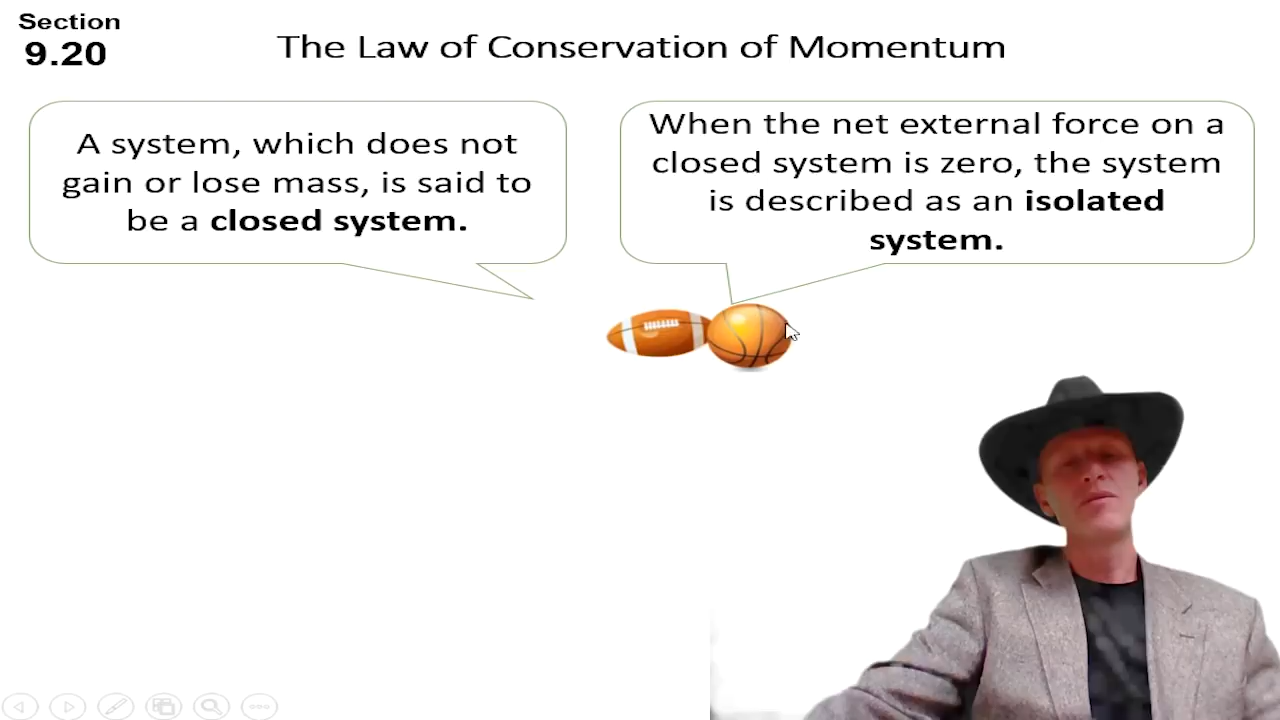 Section
9.20
The Law of Conservation of Momentum
A system, which does not
gain or lose mass, is said to
be a closed system.
When the net external force on a
closed system is zero, the system
is described as an isolated
system.